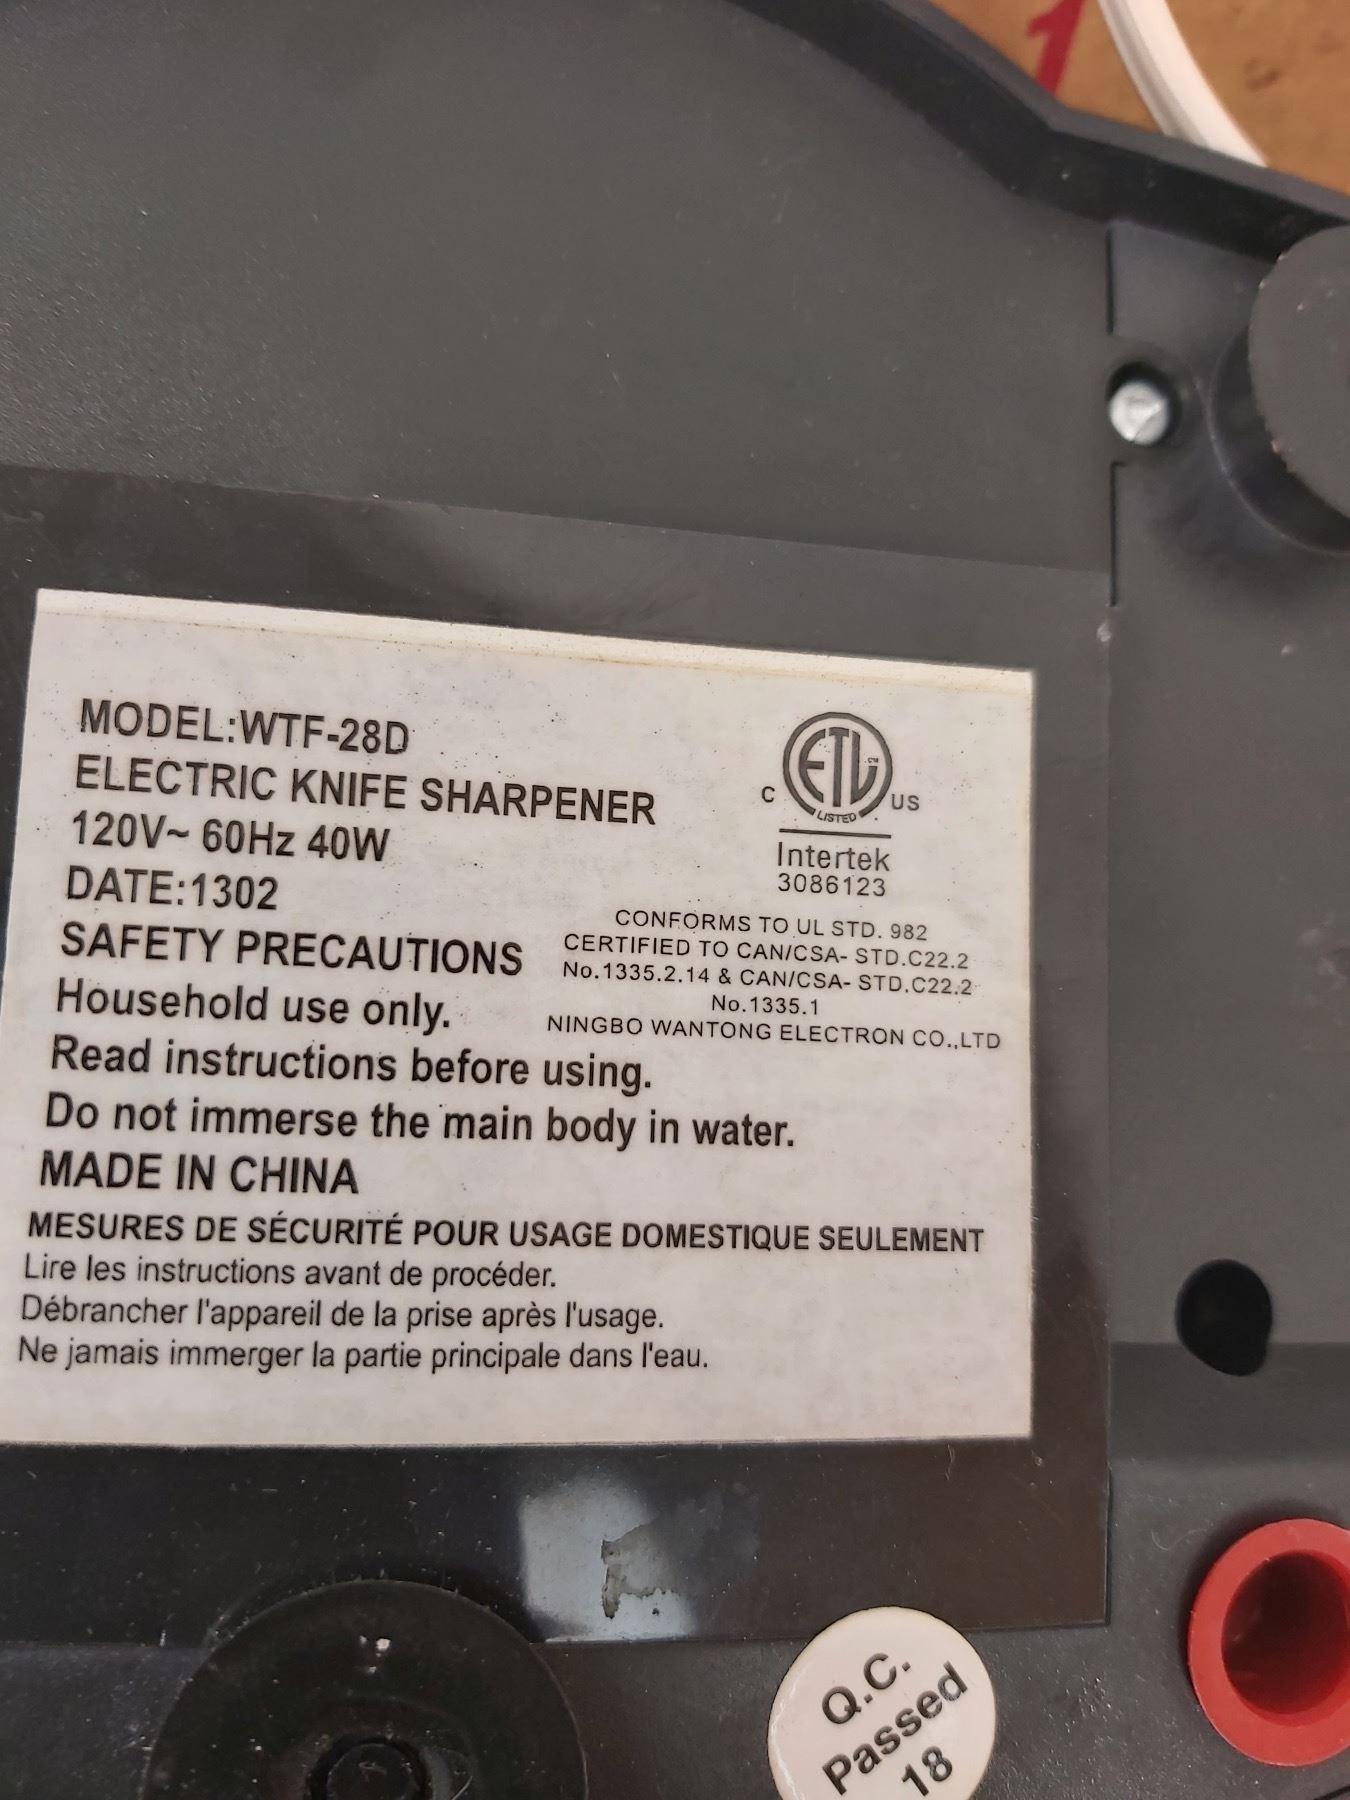 MODEL:WTF-28D
ELECTRIC KNIFE SHARPENER
120V~ 60Hz 40W
DATE:1302
SAFETY PRECAUTIONS
Household use only.
Read instructions before using.
Do not immerse the main body in water.
MADE IN CHINA
C ETL CM US
LISTED
Intertek
3086123
CONFORMS TO UL STD. 982
CERTIFIED TO CAN/CSA- STD.C22.2
No.1335.2.14 & CAN/CSA- STD.C22.2
No.1335.1
NINGBO WANTONG ELECTRON CO.,LTD
MESURES DE SÉCURITÉ POUR USAGE DOMESTIQUE SEULEMENT
Lire les instructions avant de procéder.
Débrancher l'appareil de la prise après l'usage.
Ne jamais immerger la partie principale dans l'eau.
Q.C.
Passed
18
1